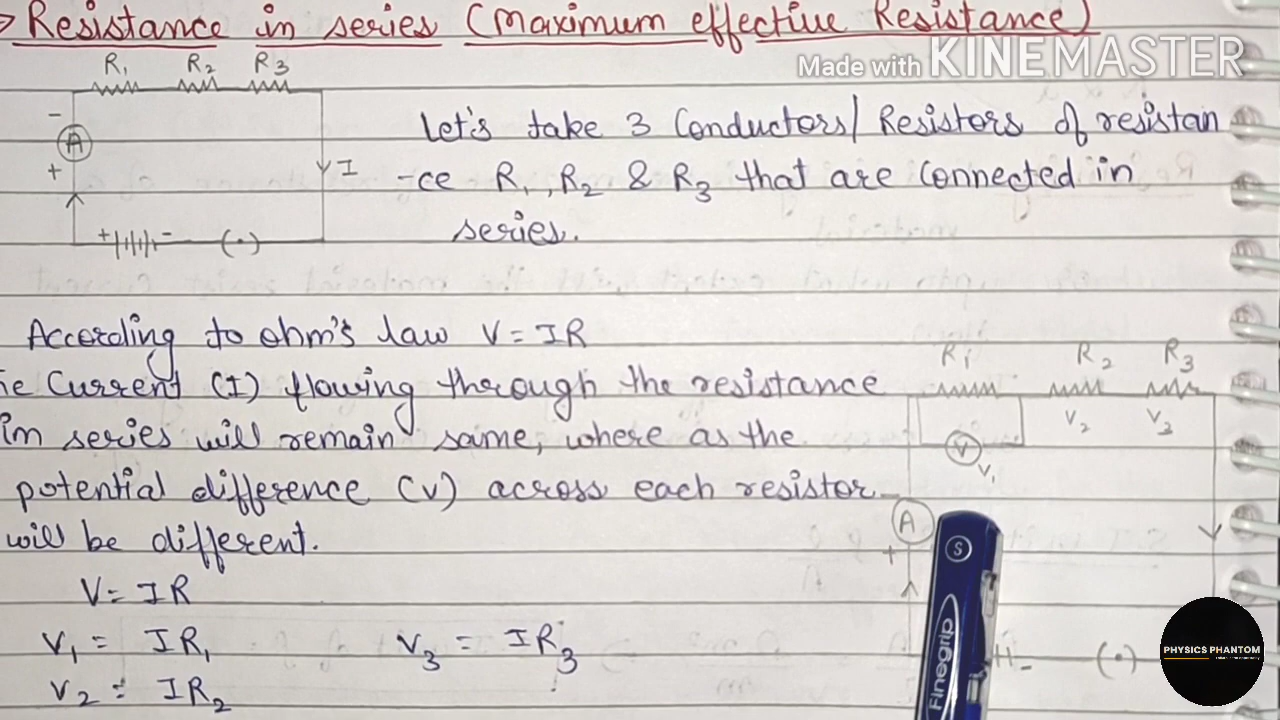 Resistance in series (Maximum effective Resistance)
Made with KINEMASTER
R1 R2 R3
Let's take 3 Conductors/Resistors of resistan
-ce R1, R2 & R3 that are connected in
series.
-
A
+
I
+ - (•)
According to ohm's law V = IR
ie Current (I) flowing through the resistance
in series will remain same, where as the
potential difference (V) across each resistor
will be different.
V = IR
V1 = IR1 V3 = IR3
V2 = IR2
R1 R2 R3
V V1 V2 V3
-
A
+
- (•)
S
Finegrip
PHYSICS PHANTOM